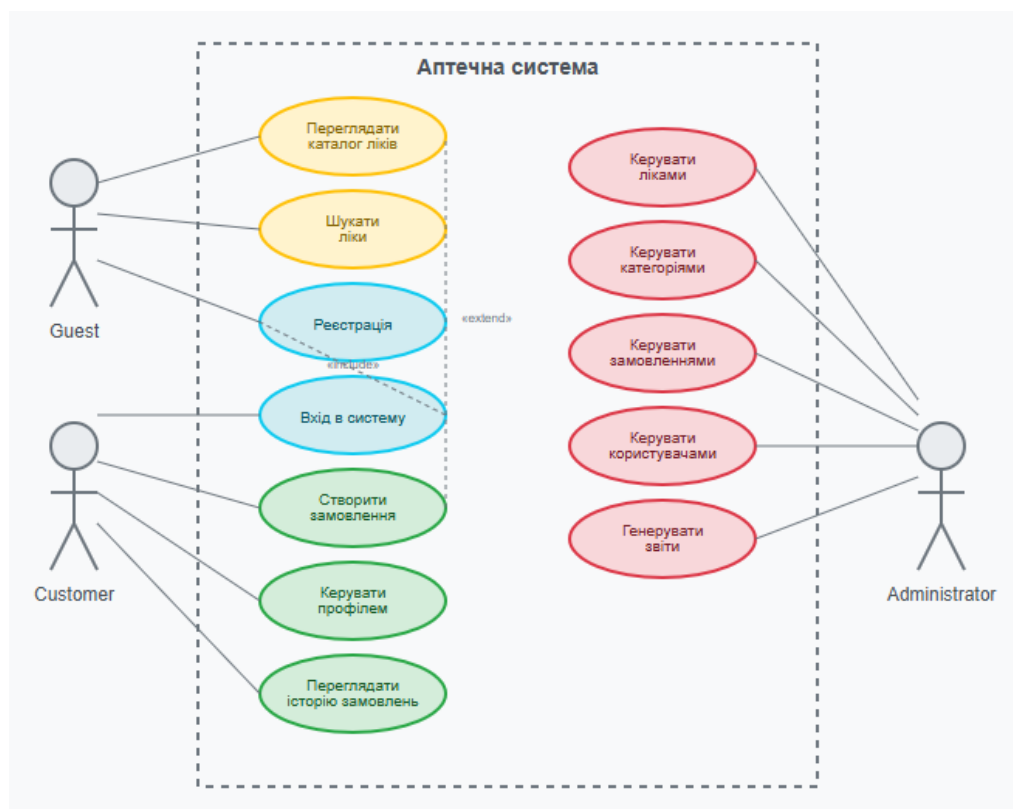 Аптечна система
Переглядати
каталог ліків
Шукати
ліки
Реєстрація
«include»
Вхід в систему
Створити
замовлення
Керувати
профілем
Переглядати
історію замовлень
«extend»
Керувати
ліками
Керувати
категоріями
Керувати
замовленнями
Керувати
користувачами
Генерувати
звіти
Guest
Customer
Administrator